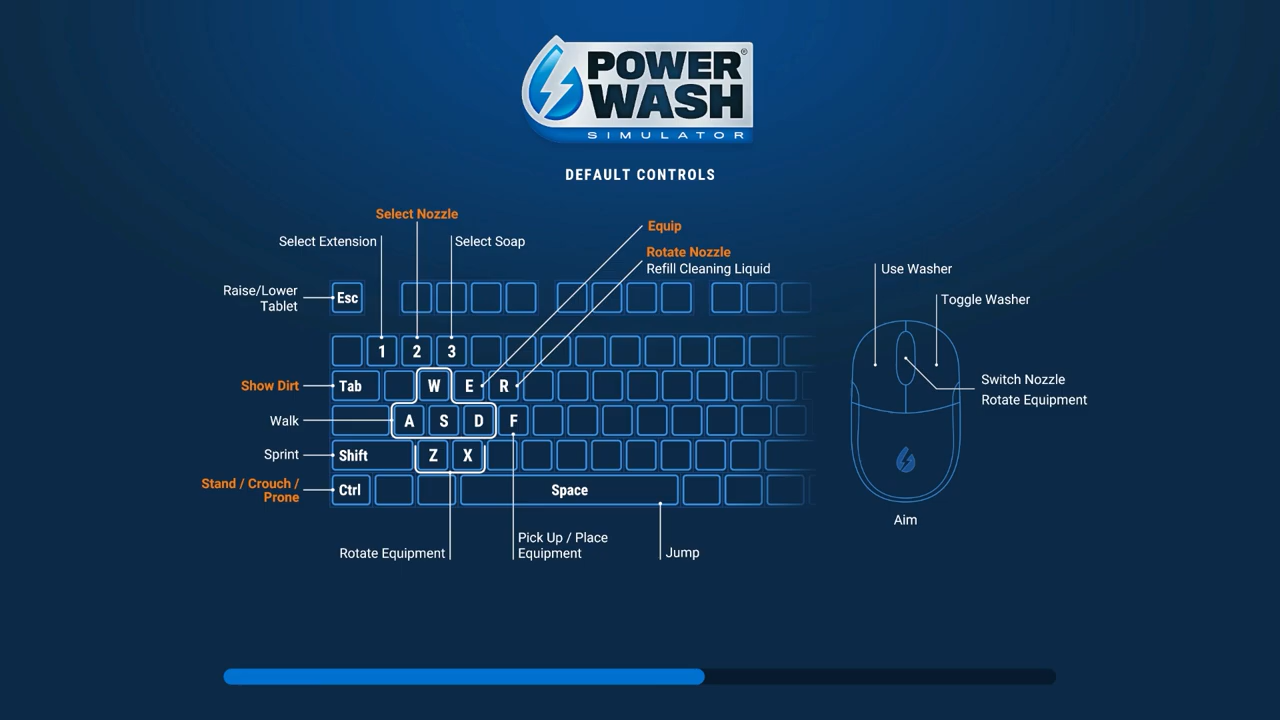 POWER®
WASH
SIMULATOR
DEFAULT CONTROLS
Select Nozzle
Select Extension
Select Soap
Equip
Rotate Nozzle
Refill Cleaning Liquid
Use Washer
Toggle Washer
Raise/Lower
Tablet
Esc
1 2 3
Show Dirt
Tab W E R
Switch Nozzle
Rotate Equipment
Walk
A S D F
Sprint
Shift Z X
Stand / Crouch /
Prone
Ctrl Space
Aim
Rotate Equipment
Pick Up / Place
Equipment
Jump